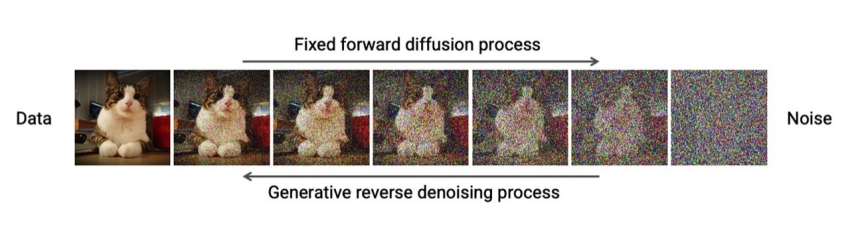 Fixed forward diffusion process
Data
Noise
Generative reverse denoising process